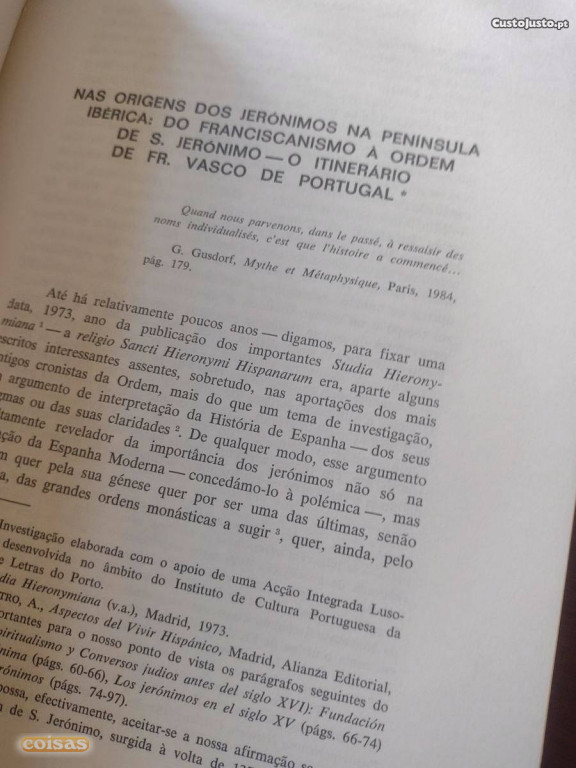 CustoJusto.pt
NAS ORIGENS DOS JERÓNIMOS NA PENÍNSULA
IBÉRICA: DO FRANCISCANISMO À ORDEM
DE S. JERÓNIMO — O ITINERÁRIO
DE FR. VASCO DE PORTUGAL *
Quand nous parvenons, dans le passé, à ressaisir des
noms individualisés, c'est que l'histoire a commencé...
G. Gusdorf, Mythe et Métaphysique, Paris, 1984,
pág. 179.
Até há relativamente poucos anos — digamos, para fixar uma
data, 1973, ano da publicação dos importantes Studia Hierony-
miana ¹ — a religio Sancti Hieronymi Hispanarum era, aparte alguns
escritos interessantes assentes, sobretudo, nas aportações dos mais
ntigos cronistas da Ordem, mais do que um tema de investigação,
argumento de interpretação da História de Espanha — dos seus
gmas ou das suas claridades ². De qualquer modo, esse argumento
itamente revelador da importância dos jerónimos não só na
ção da Espanha Moderna — concedámo-lo à polémica —, mas
quer pela sua génese quer por ser uma das últimas, senão
a, das grandes ordens monásticas a sugir ³, quer, ainda, pelo
Investigação elaborada com o apoio de uma Acção Integrada Luso-
desenvolvida no âmbito do Instituto de Cultura Portuguesa da
e Letras do Porto.
dia Hieronymiana (v.a.), Madrid, 1973.
TRO, A., Aspectos del Vivir Hispánico, Madrid, Alianza Editorial,
ortantes para o nosso ponto de vista os parágrafos seguintes do
piritualismo y Conversos judios antes del siglo XVI): Fundación
ónima (págs. 60-66), Los jerónimos en el siglo XV (págs. 66-74)
erónimos (págs. 74-97).
possa, efectivamente, aceitar-se a nossa afirmação se
m de S. Jerónimo, surgida à volta de
coisas